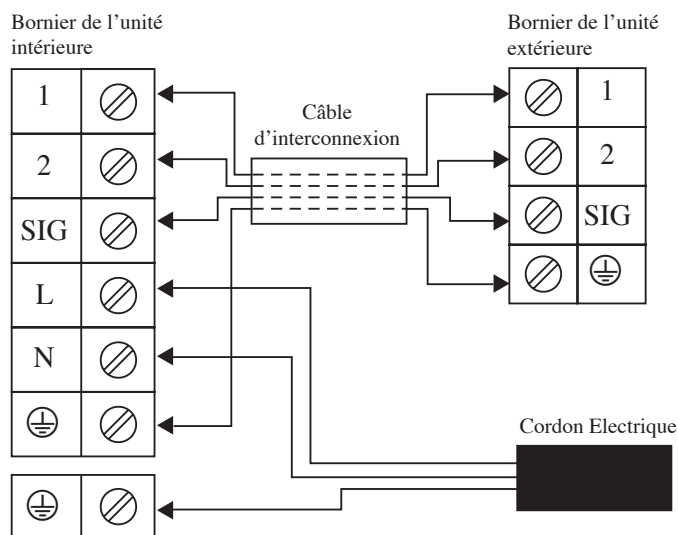 Bornier de l’unité
intérieure
Bornier de l’unité
extérieure
Câble
d’interconnexion
1
2
SIG
L
N
1
2
SIG
Cordon Electrique